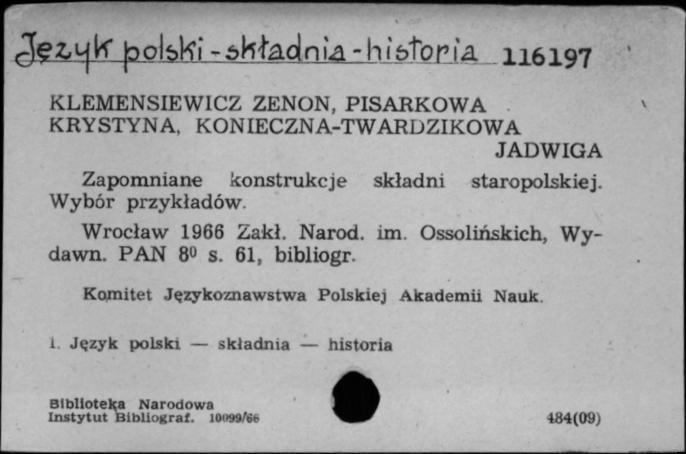 Język polski - składnia - historia 116197
KLEMENSIEWICZ ZENON, PISARKOWA
KRYSTYNA, KONIECZNA-TWARDZIKOWA
JADWIGA
Zapomniane konstrukcje składni staropolskiej.
Wybór przykładów.
Wrocław 1966 Zakł. Narod. im. Ossolińskich, Wy-
dawn. PAN 8⁰ s. 61, bibliogr.
Komitet Językoznawstwa Polskiej Akademii Nauk.
1. Język polski — składnia — historia
Biblioteka Narodowa
Instytut Bibliograf. 10099/66
484(09)